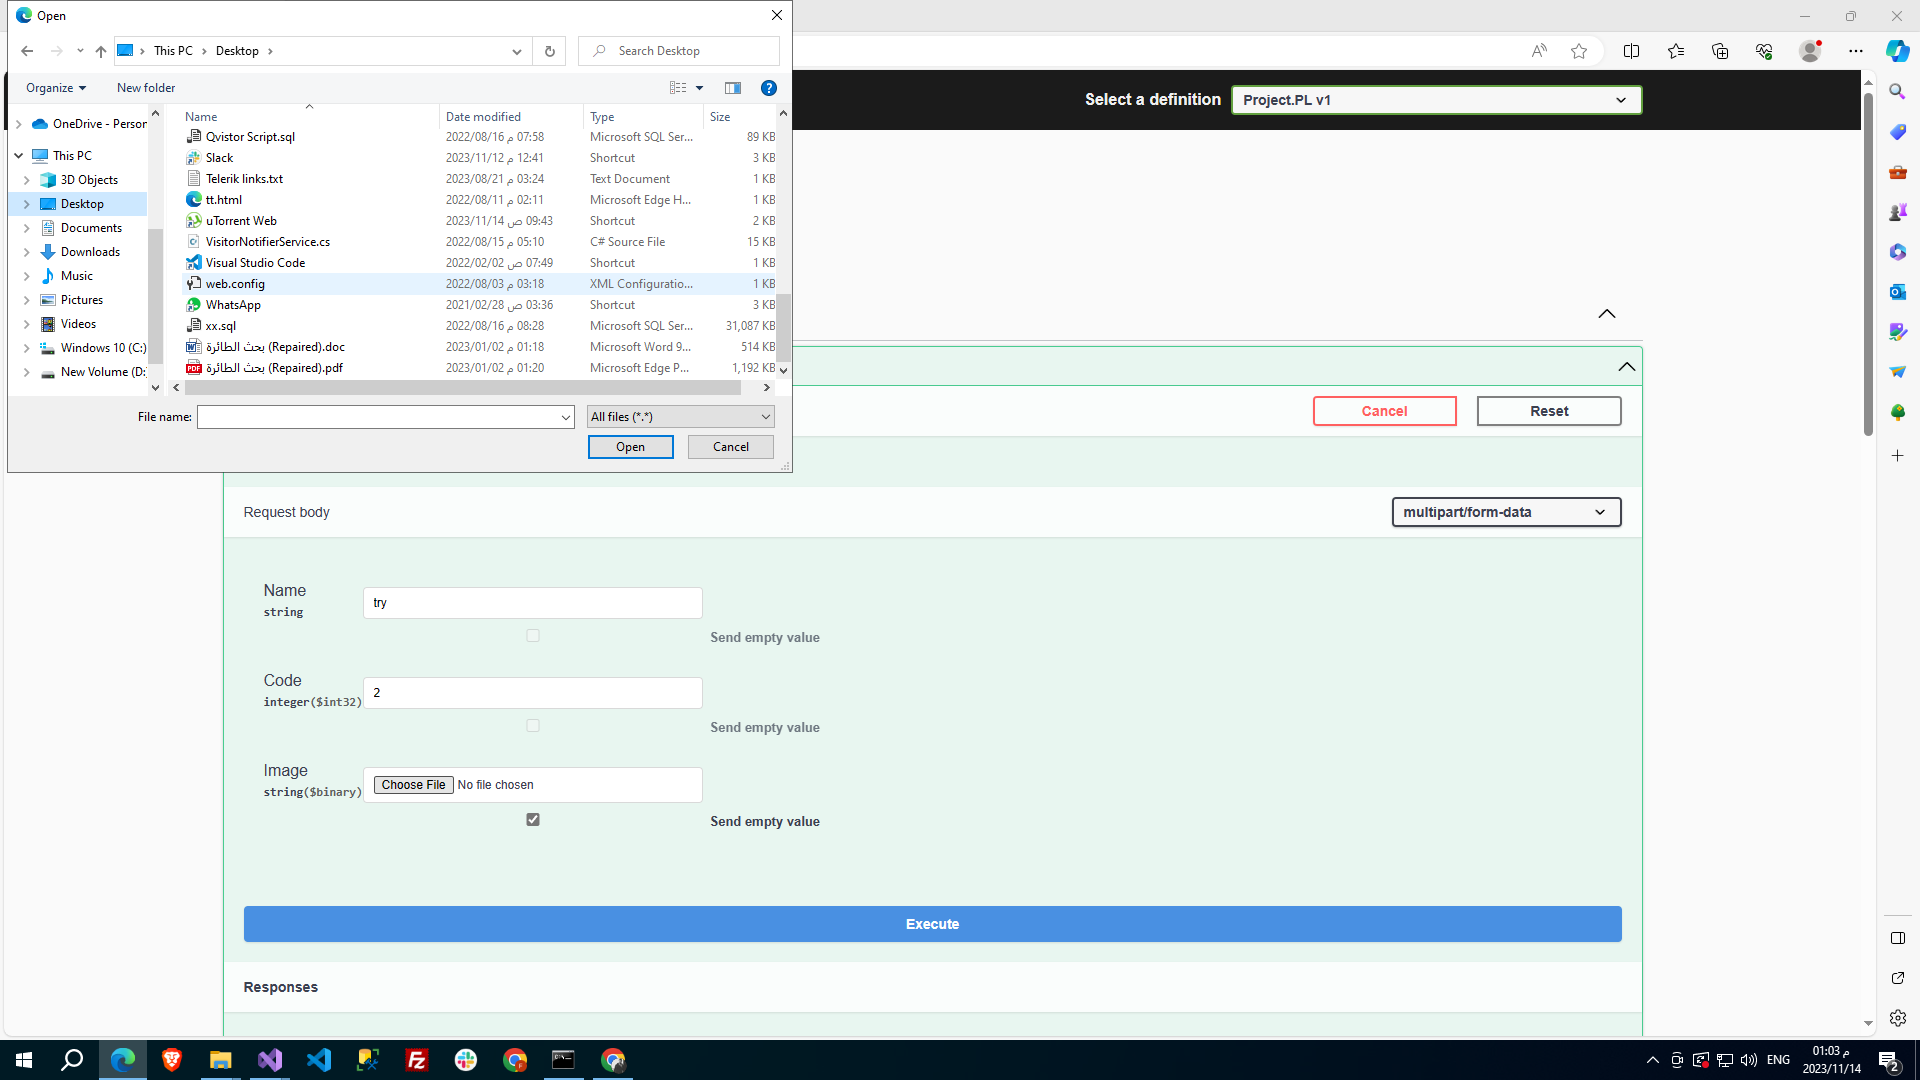 Open
This PC
Desktop
Search Desktop
Organize
New folder
Select a definition
Project.PL v1
OneDrive - Person
This PC
3D Objects
Desktop
Documents
Downloads
Music
Pictures
Videos
Windows 10 (C:)
New Volume (D:
Name Date modified Type Size
Qvistor Script.sql 2022/08/16 م 07:58 Microsoft SQL Ser... 89 KB
Slack 2023/11/12 م 12:41 Shortcut 3 KB
Telerik links.txt 2023/08/21 م 03:24 Text Document 1 KB
tt.html 2022/08/11 م 02:11 Microsoft Edge H... 1 KB
uTorrent Web 2023/11/14 ص 09:43 Shortcut 2 KB
VisitorNotifierService.cs 2022/08/15 م 05:10 C# Source File 15 KB
Visual Studio Code 2022/02/02 ص 07:49 Shortcut 1 KB
web.config 2022/08/03 م 03:18 XML Configuratio... 1 KB
WhatsApp 2021/02/28 ص 03:36 Shortcut 3 KB
xx.sql 2022/08/16 م 08:28 Microsoft SQL Ser... 31,087 KB
بحث الطائرة (Repaired).doc 2023/01/02 م 01:18 Microsoft Word 9... 514 KB
بحث الطائرة (Repaired).pdf 2023/01/02 م 01:20 Microsoft Edge P... 1,192 KB
File name:
All files (*.*)
Open
Cancel
Cancel
Reset
Request body
multipart/form-data
Name
string
try
Send empty value
Code
integer($int32)
2
Send empty value
Image
string($binary)
Choose File No file chosen
Send empty value
Execute
Responses
ENG
01:03 م
2023/11/14
2